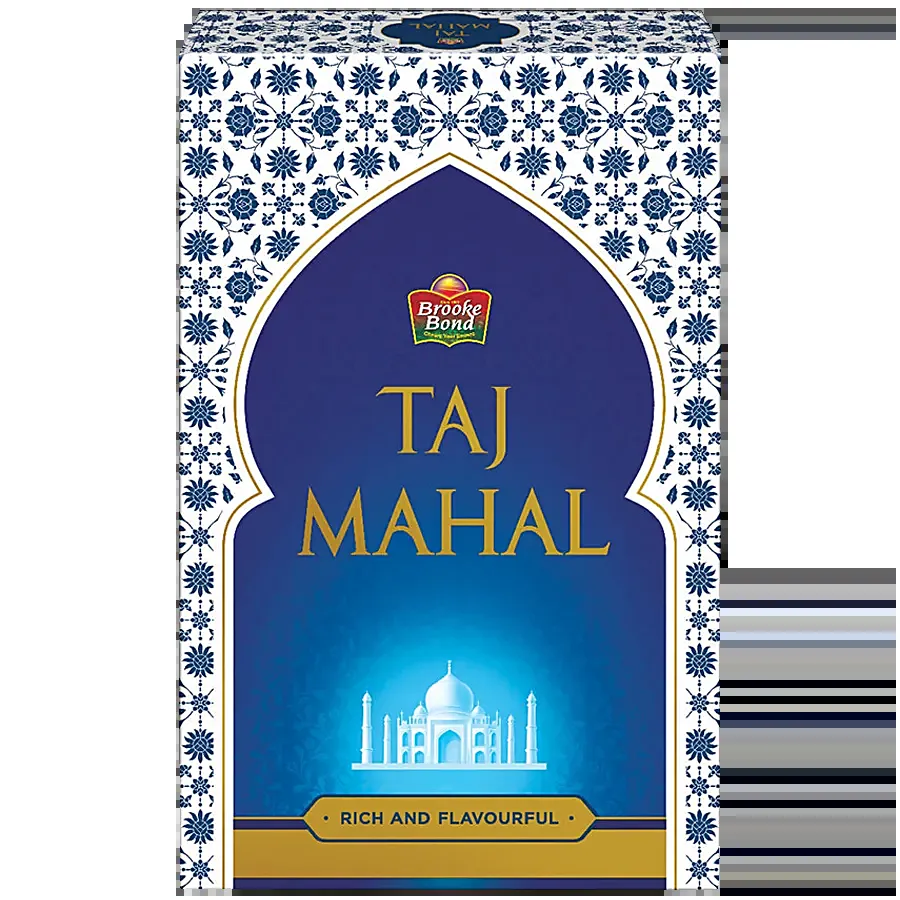 TAJ
MAHAL
Brooke
Bond
TAJ
MAHAL
• RICH AND FLAVOURFUL •